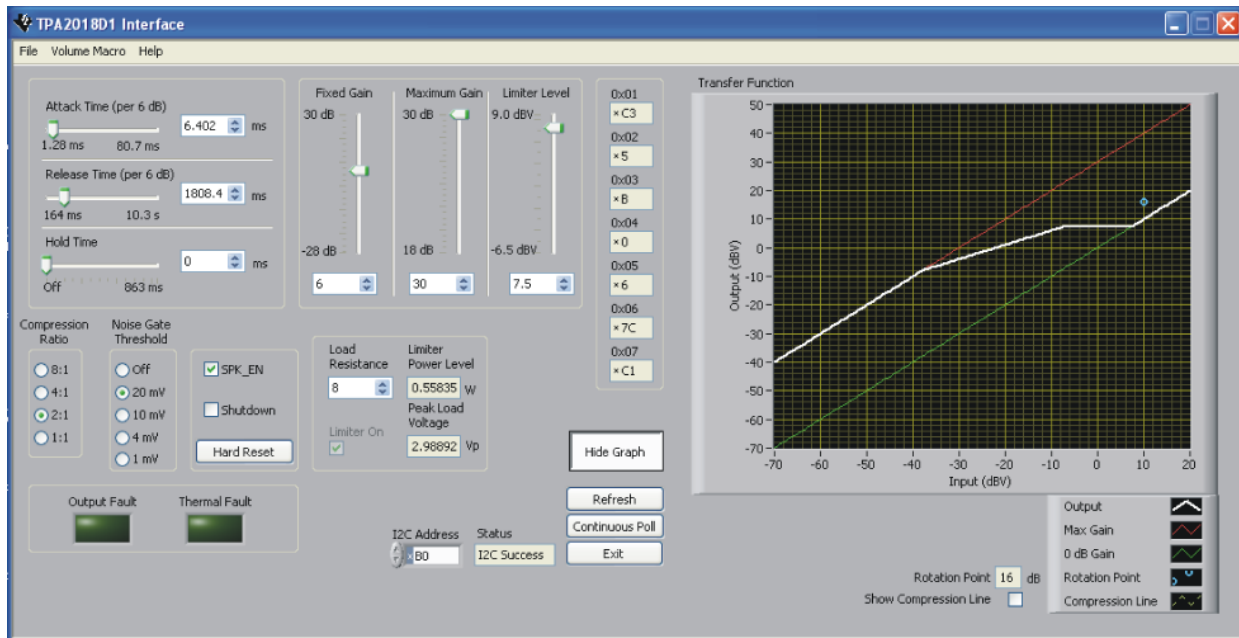 TPA2018D1 Interface
File Volume Macro Help
Attack Time (per 6 dB)
6.402 ms
1.28 ms 80.7 ms
Release Time (per 6 dB)
1808.4 ms
164 ms 10.3 s
Hold Time
0 ms
Off 863 ms
Fixed Gain
30 dB
-28 dB
6
Maximum Gain
30 dB
18 dB
30
Limiter Level
9.0 dBV
-6.5 dBV
7.5
0x01
×C3
0x02
×5
0x03
×B
0x04
×0
0x05
×6
0x06
×7C
0x07
×C1
Compression
Ratio
8:1
4:1
2:1
1:1
Noise Gate
Threshold
Off
20 mV
10 mV
4 mV
1 mV
SPK_EN
Shutdown
Hard Reset
Load
Resistance
8
Limiter On
Limiter
Power Level
0.55835 W
Peak Load
Voltage
2.98892 Vp
Output Fault
Thermal Fault
I2C Address
×B0
Status
I2C Success
Hide Graph
Refresh
Continuous Poll
Exit
Transfer Function
50
40
30
20
10
0
-10
-20
-30
-40
-50
-60
-70
Output (dBV)
-70 -60 -50 -40 -30 -20 -10 0 10 20
Input (dBV)
Output
Max Gain
0 dB Gain
Rotation Point
Compression Line
Rotation Point 16 dB
Show Compression Line